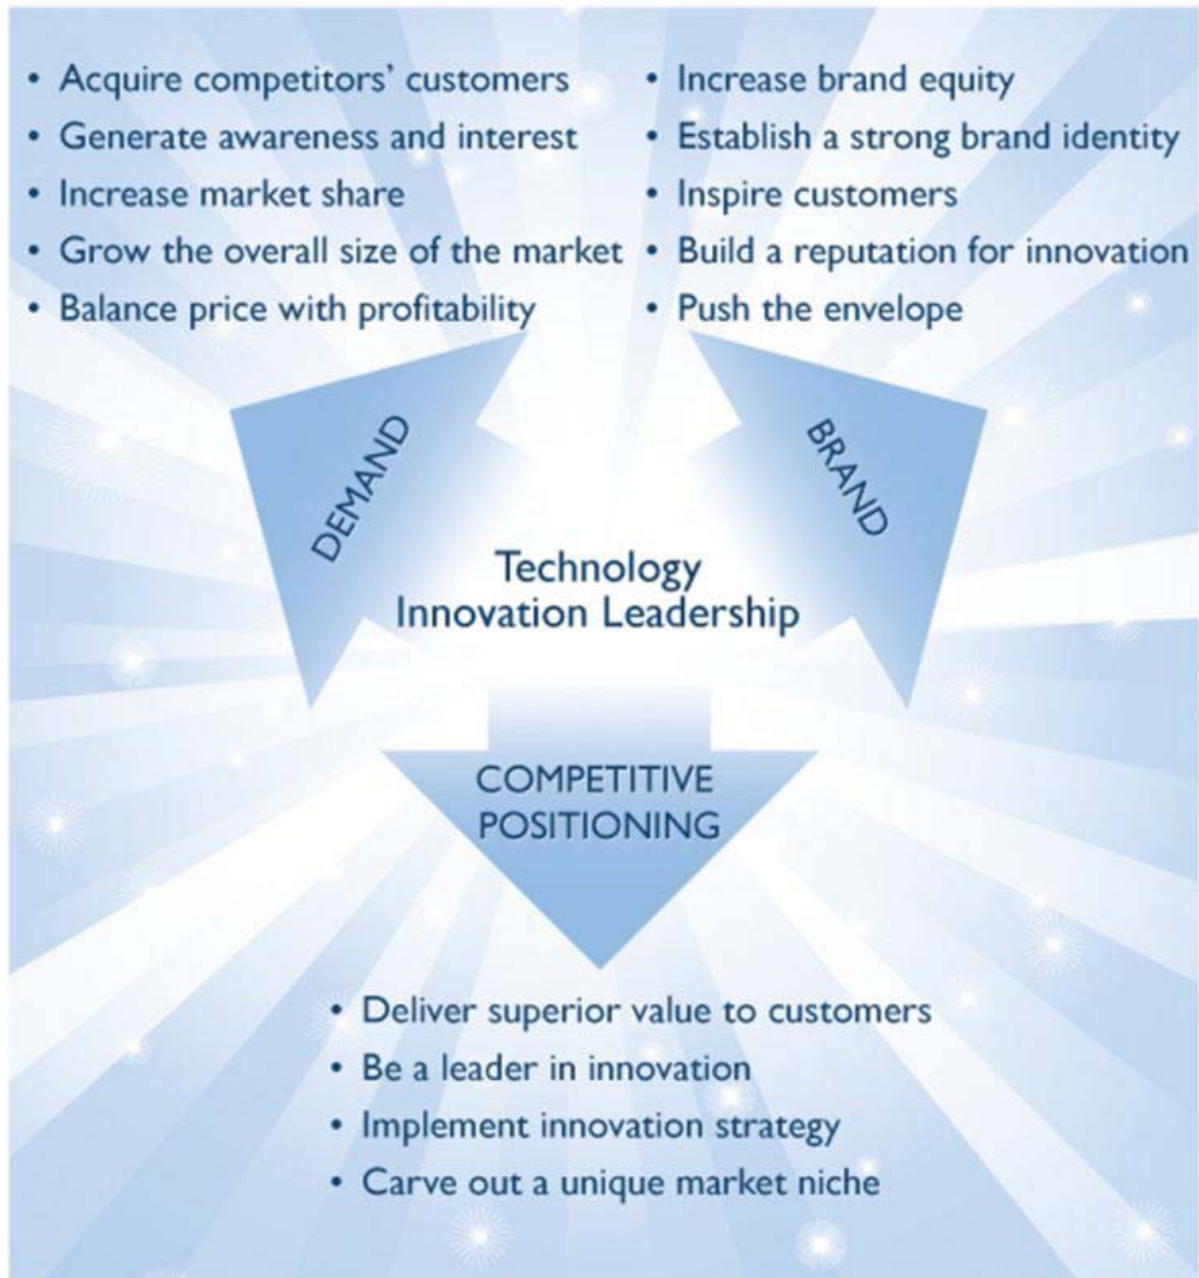 • Acquire competitors’ customers
• Generate awareness and interest
• Increase market share
• Grow the overall size of the market
• Balance price with profitability
• Increase brand equity
• Establish a strong brand identity
• Inspire customers
• Build a reputation for innovation
• Push the envelope
DEMAND
BRAND
Technology
Innovation Leadership
COMPETITIVE
POSITIONING
• Deliver superior value to customers
• Be a leader in innovation
• Implement innovation strategy
• Carve out a unique market niche